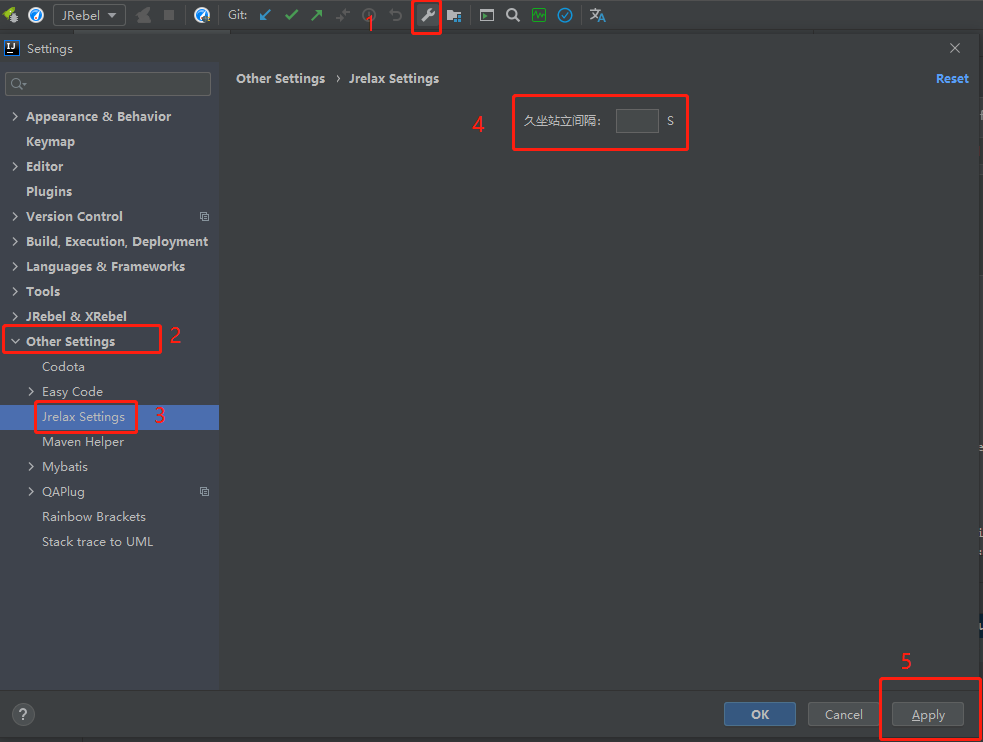 JRebel
Git:
1
Settings
Other Settings › Jrelax Settings
Reset
4
久坐站立间隔：
S
Appearance & Behavior
Keymap
Editor
Plugins
Version Control
Build, Execution, Deployment
Languages & Frameworks
Tools
JRebel & XRebel
Other Settings
2
Codota
Easy Code
Jrelax Settings
3
Maven Helper
Mybatis
QAPlug
Rainbow Brackets
Stack trace to UML
5
?
OK
Cancel
Apply